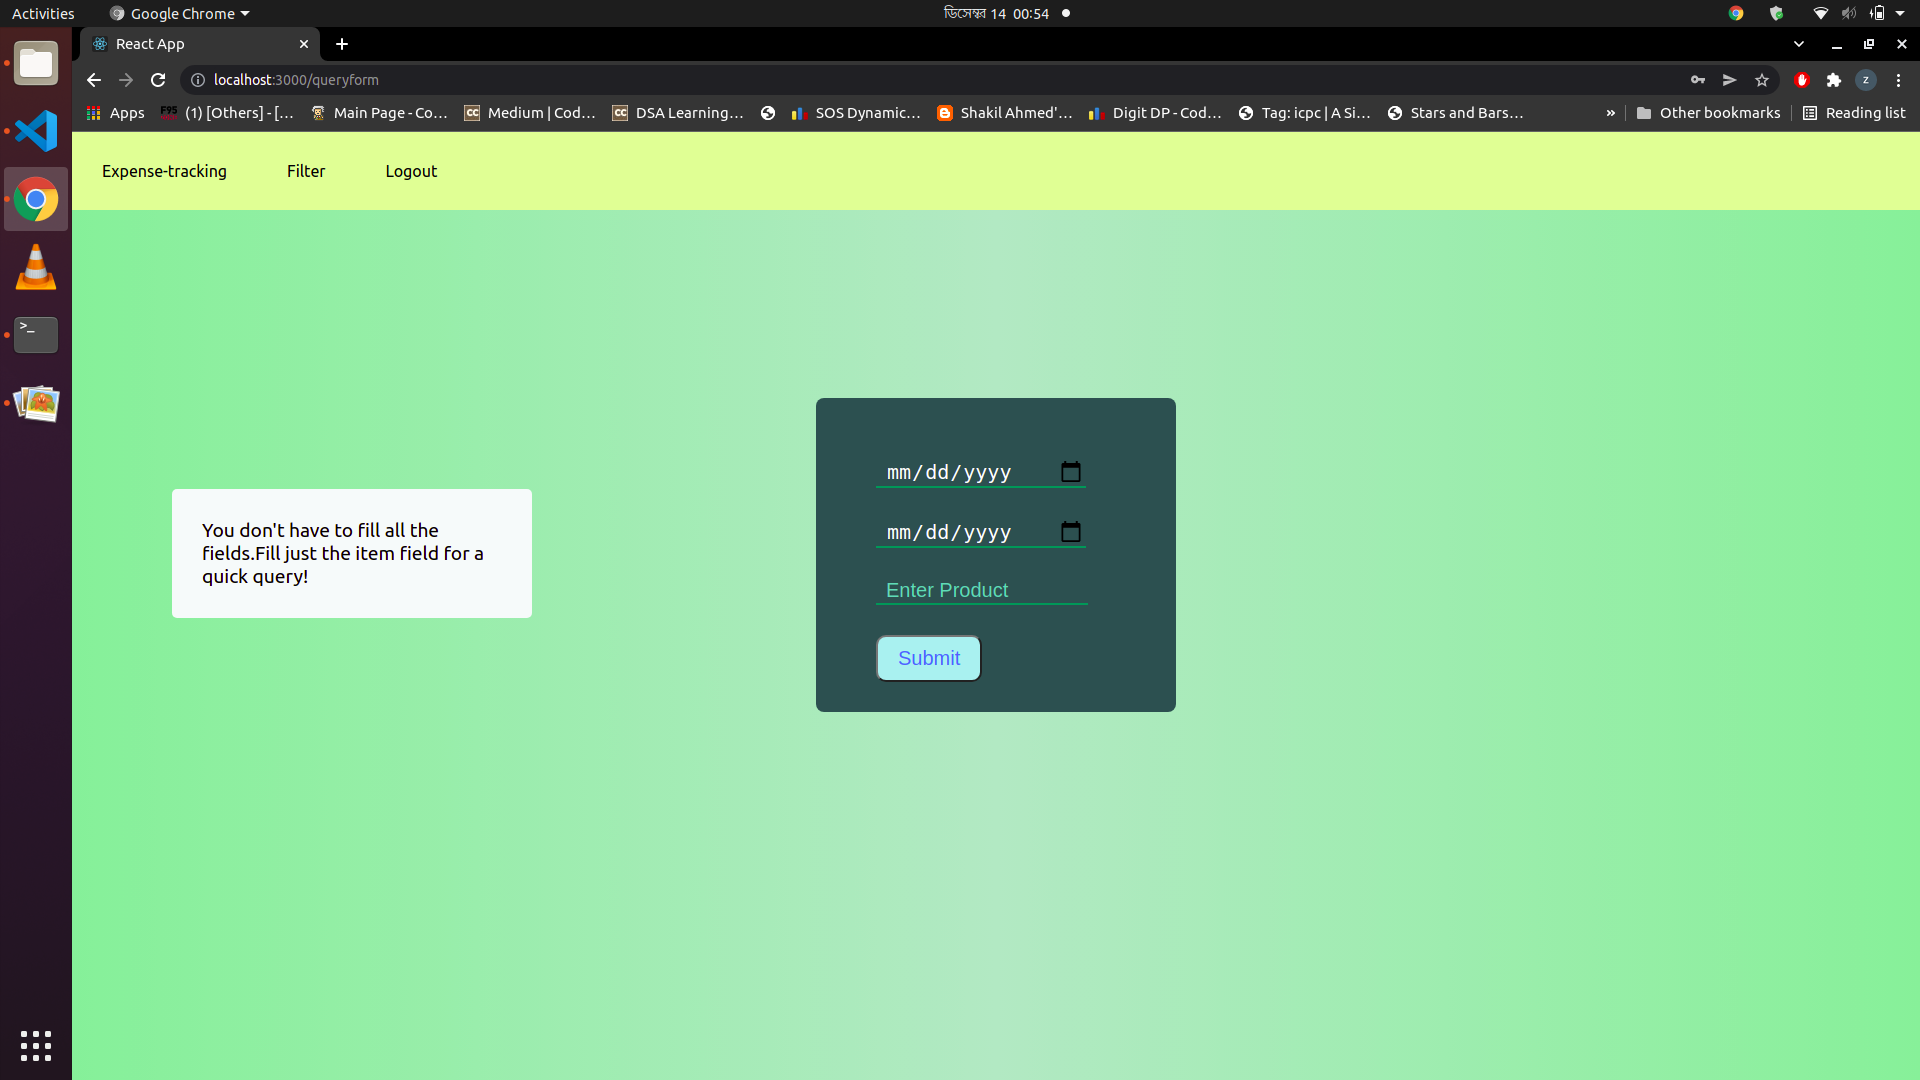 Activities
Google Chrome
ডিসেম্বর 14 00:54
React App
localhost:3000/queryform
z
Apps
F95
(1) [Others] - [...
Main Page - Co...
CC
Medium | Cod...
CC
DSA Learning...
SOS Dynamic...
Shakil Ahmed'...
Digit DP - Cod...
Tag: icpc | A Si...
Stars and Bars...
»
Other bookmarks
Reading list
Expense-tracking
Filter
Logout
>_
mm/dd/yyyy
You don't have to fill all the
fields.Fill just the item field for a
quick query!
mm/dd/yyyy
Enter Product
Submit